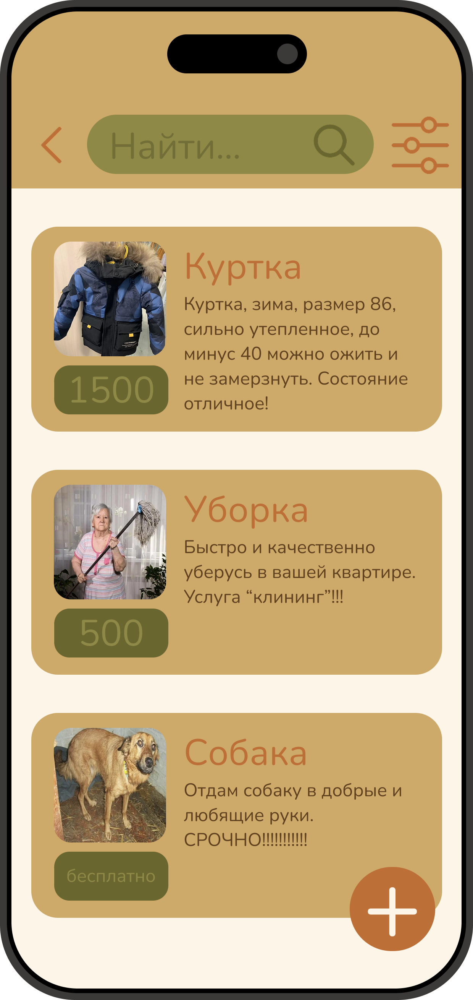 Найти...
Куртка
Куртка, зима, размер 86,
сильно утепленное, до
минус 40 можно ожить и
не замерзнуть. Состояние
отличное!
1500
Уборка
Быстро и качественно
уберусь в вашей квартире.
Услуга “клининг”!!!
500
Собака
Отдам собаку в добрые и
любящие руки.
СРОЧНО!!!!!!!!!!!
бесплатно